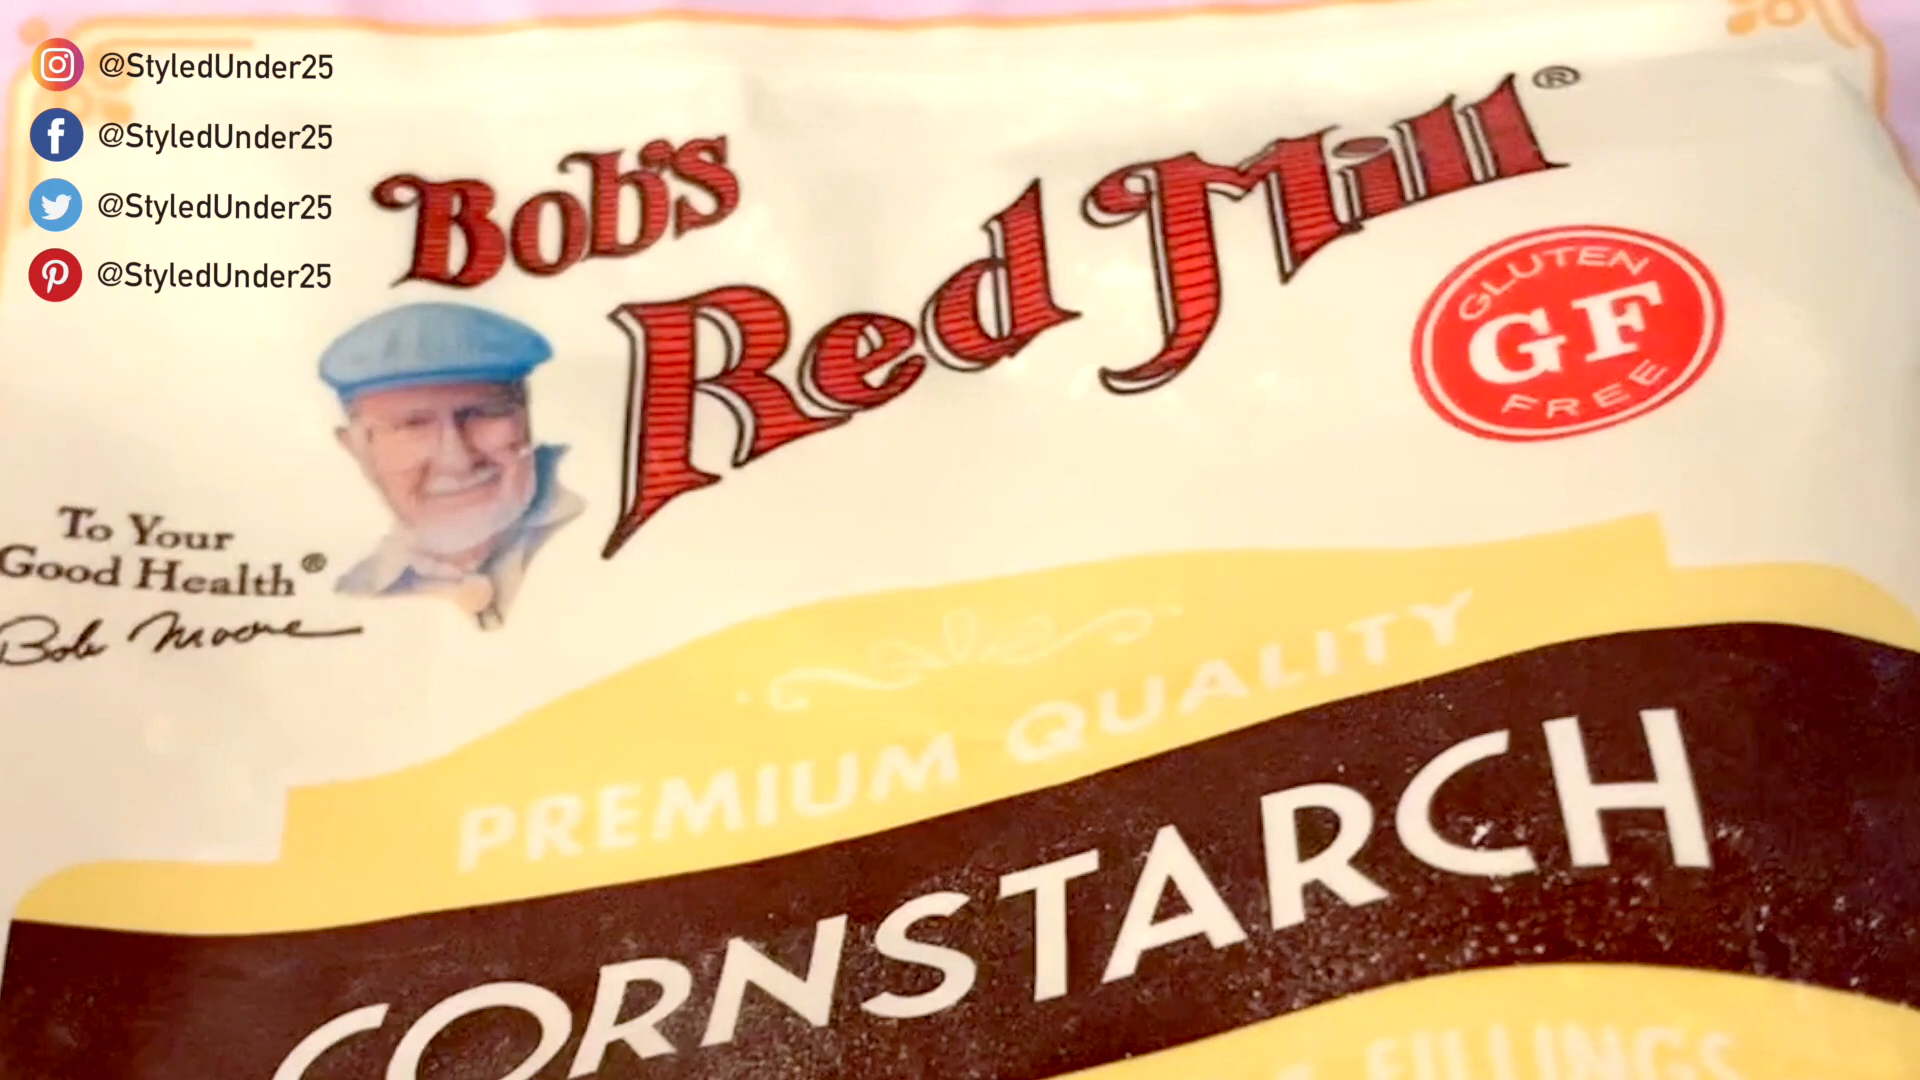 @StyledUnder25
@StyledUnder25
@StyledUnder25
@StyledUnder25
Bob's
Red Mill®
GLUTEN
GF
FREE
To Your
Good Health®
Bob Moore
PREMIUM QUALITY
CORNSTARCH
FILLINGS